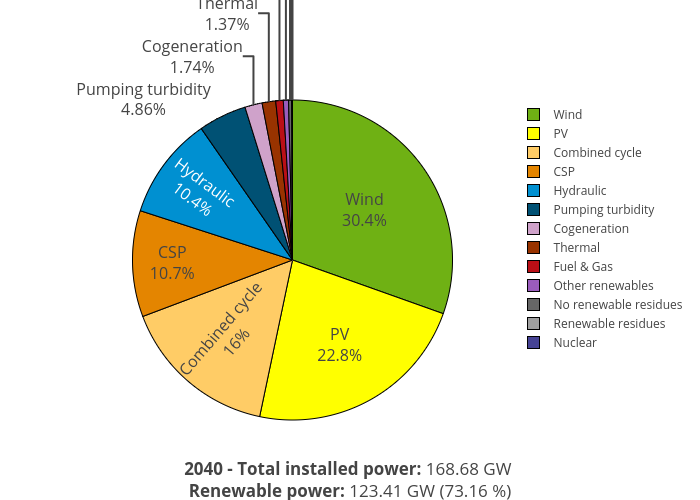 Thermal
1.37%
Cogeneration
1.74%
Pumping turbidity
4.86%
Hydraulic
10.4%
CSP
10.7%
Combined cycle
16%
PV
22.8%
Wind
30.4%
Wind
PV
Combined cycle
CSP
Hydraulic
Pumping turbidity
Cogeneration
Thermal
Fuel & Gas
Other renewables
No renewable residues
Renewable residues
Nuclear
2040 - Total installed power: 168.68 GW
Renewable power: 123.41 GW (73.16 %)